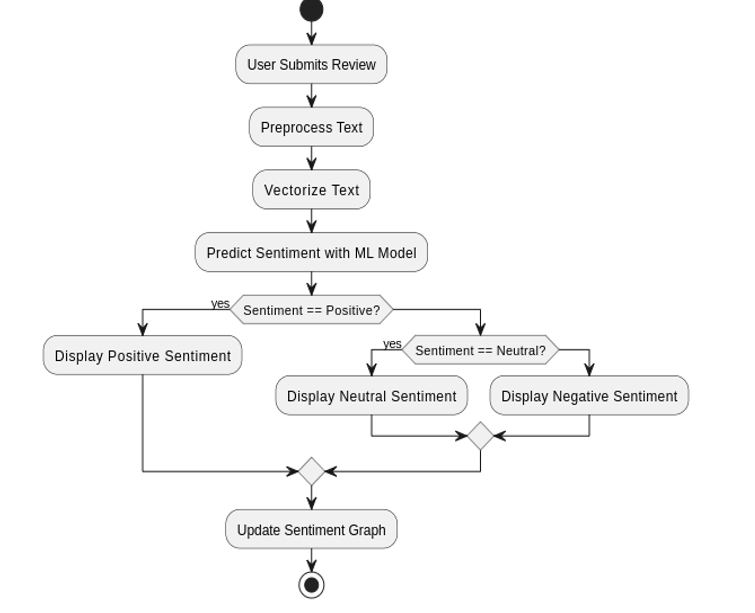 User Submits Review
Preprocess Text
Vectorize Text
Predict Sentiment with ML Model
yes
Sentiment == Positive?
Display Positive Sentiment
yes
Sentiment == Neutral?
Display Neutral Sentiment
Display Negative Sentiment
Update Sentiment Graph